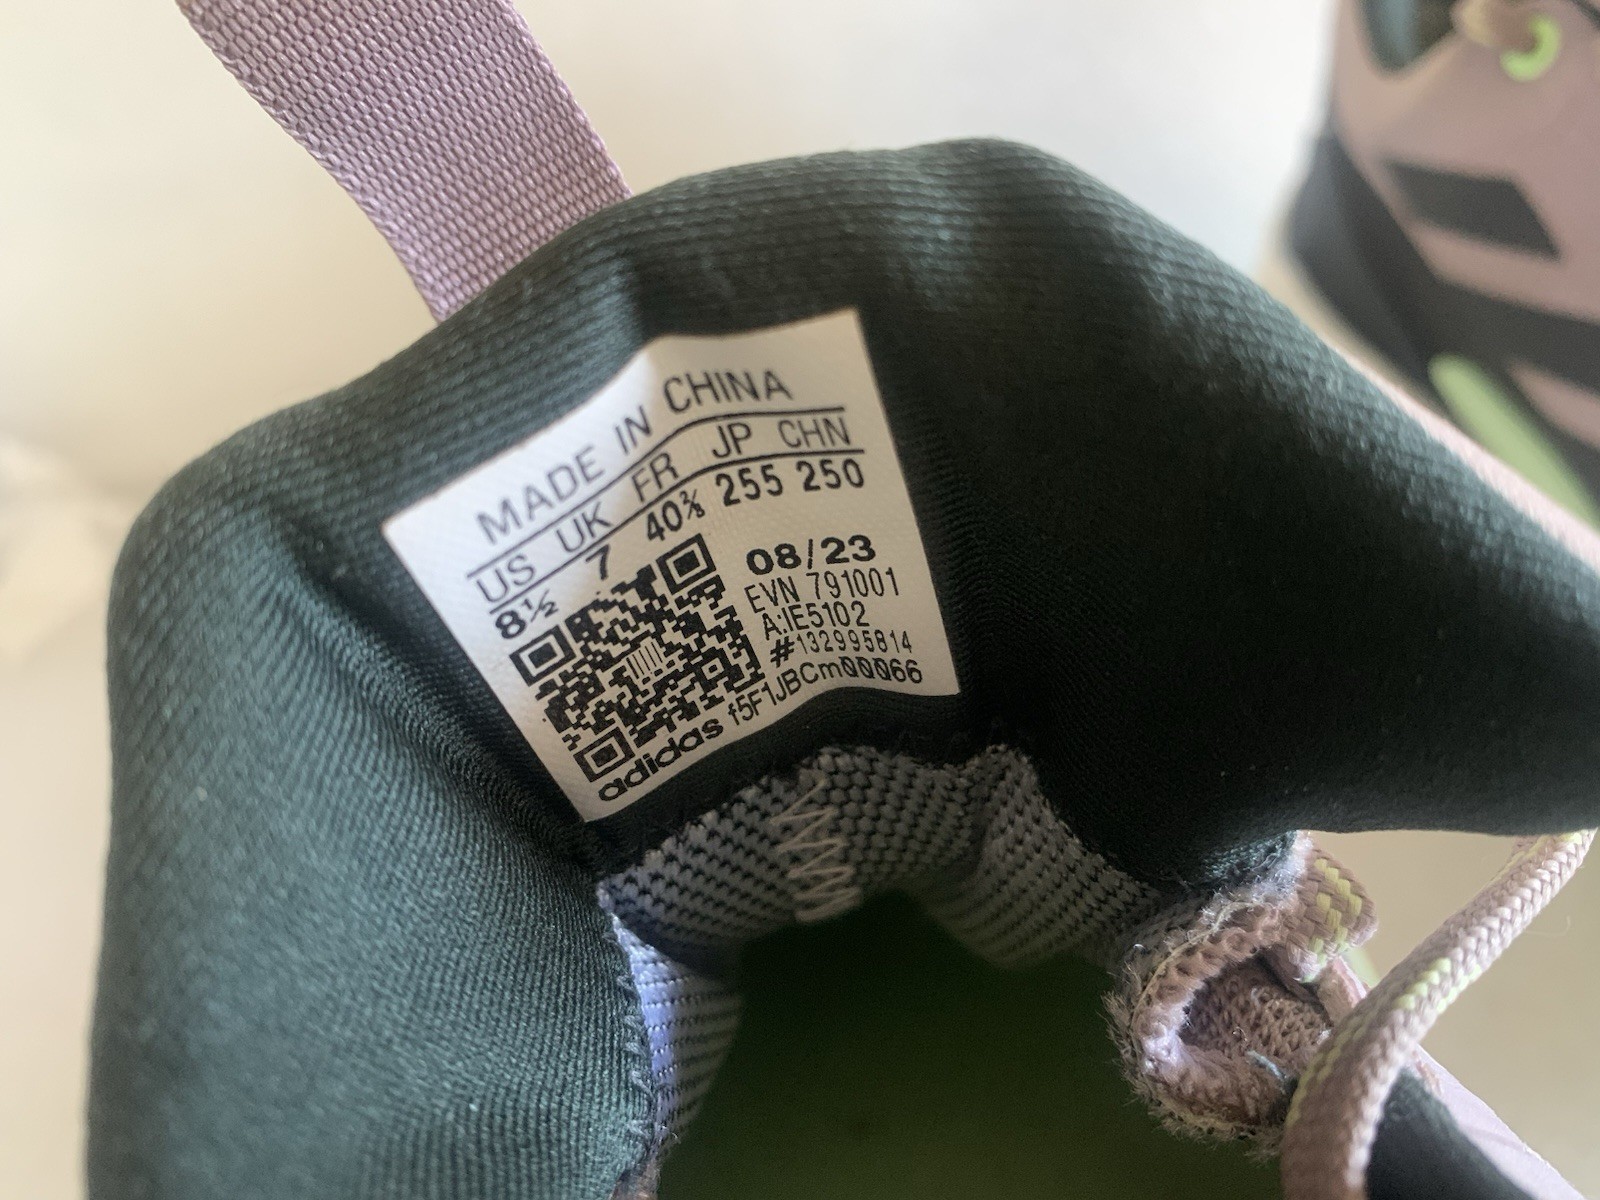 MADE IN CHINA
US UK FR JP CHN
8½ 7 40⅔ 255 250
08/23
EVN 791001
A:IE5102
#132995814
adidas f5F1JBCm00066